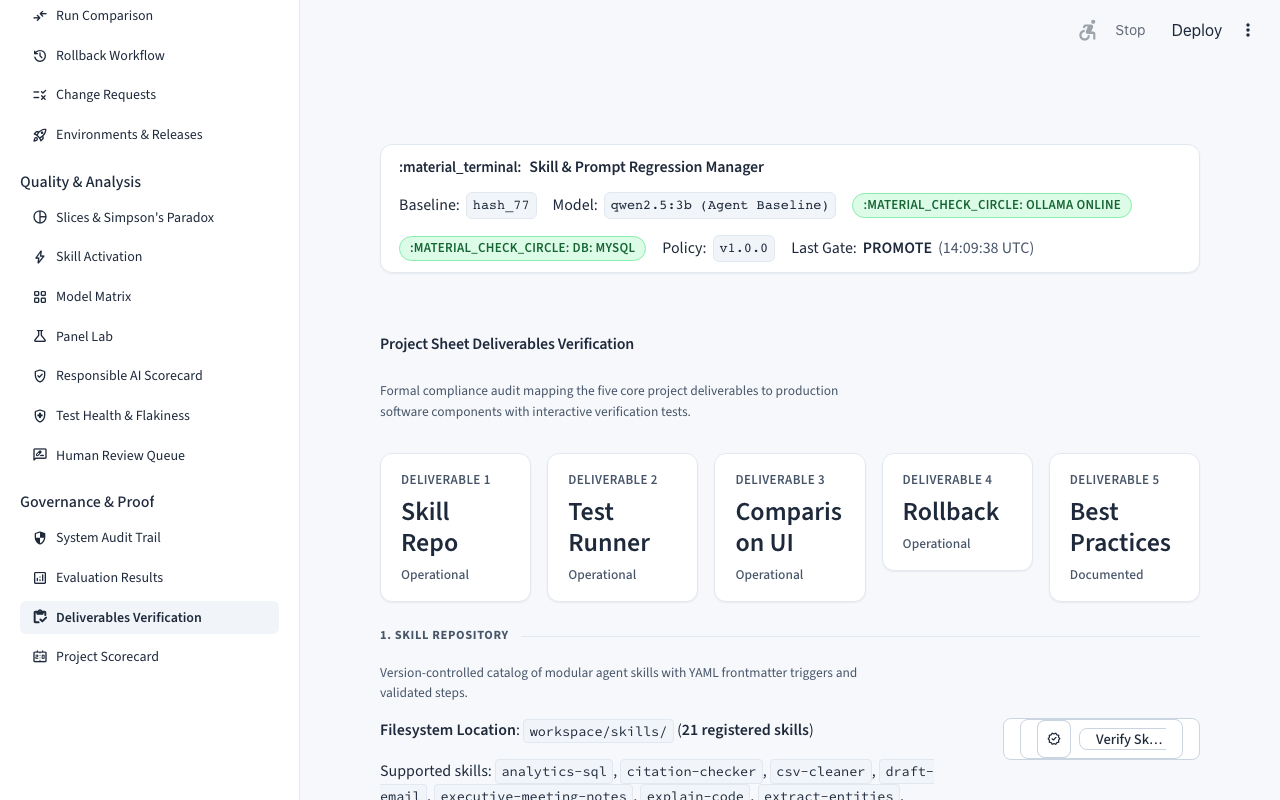 Run Comparison
Rollback Workflow
Change Requests
Environments & Releases
Quality & Analysis
Slices & Simpson's Paradox
Skill Activation
Model Matrix
Panel Lab
Responsible AI Scorecard
Test Health & Flakiness
Human Review Queue
Governance & Proof
System Audit Trail
Evaluation Results
Deliverables Verification
Project Scorecard
Stop Deploy
:material_terminal: Skill & Prompt Regression Manager
Baseline: hash_77 Model: qwen2.5:3b (Agent Baseline) :MATERIAL_CHECK_CIRCLE: OLLAMA ONLINE
:MATERIAL_CHECK_CIRCLE: DB: MYSQL Policy: v1.0.0 Last Gate: PROMOTE (14:09:38 UTC)
Project Sheet Deliverables Verification
Formal compliance audit mapping the five core project deliverables to production
software components with interactive verification tests.
DELIVERABLE 1
Skill
Repo
Operational
DELIVERABLE 2
Test
Runner
Operational
DELIVERABLE 3
Comparis
on UI
Operational
DELIVERABLE 4
Rollback
Operational
DELIVERABLE 5
Best
Practices
Documented
1. SKILL REPOSITORY
Version-controlled catalog of modular agent skills with YAML frontmatter triggers and
validated steps.
Filesystem Location: workspace/skills/ (21 registered skills)
Verify Sk...
Supported skills: analytics-sql, citation-checker, csv-cleaner, draft-
email, executive-meeting-notes, explain-code, extract-entities,